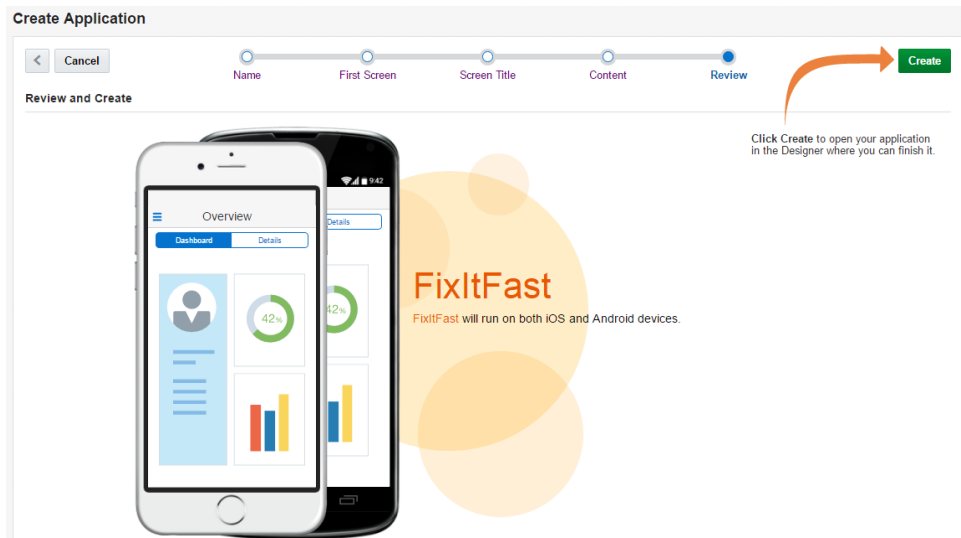 Create Application
Cancel
Name
First Screen
Screen Title
Content
Review
Create
Review and Create
Click Create to open your application
in the Designer where you can finish it.
9:42
Overview
Dashboard
Details
Details
42%
42%
FixItFast
FixItFast will run on both iOS and Android devices.